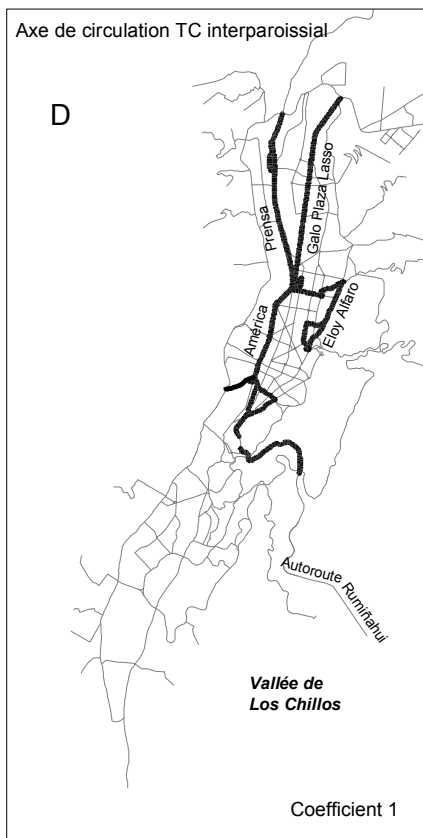 Axe de circulation TC interparoissial
D
Prensa
Galo Plaza Lasso
América
Eloy Alfaro
Autoroute Rumiñahui
Vallée de
Los Chillos
Coefficient 1